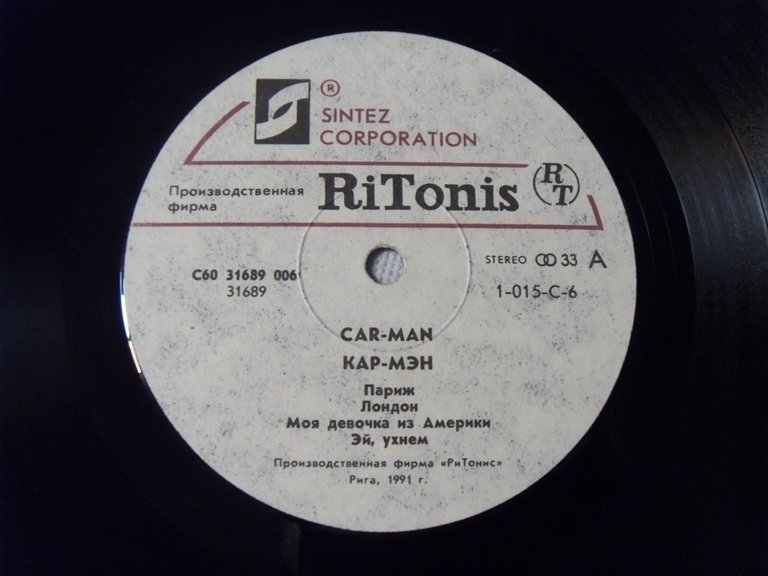 ®
SINTEZ
CORPORATION
Производственная
фирма
RiTonis
RT
STEREO 33 A
С60 31689 006
31689
1-015-C-6
CAR-MAN
КАР-МЭН
Париж
Лондон
Моя девочка из Америки
Эй, ухнем
Производственная фирма «РиТонис»
Рига, 1991 г.